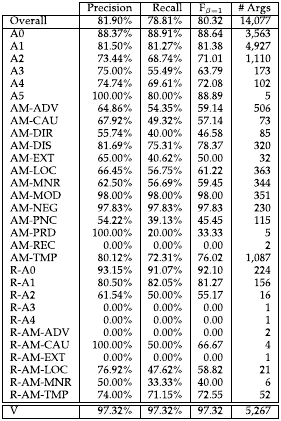 Precision Recall Fβ=1 # Args
Overall 81.90% 78.81% 80.32 14,077
A0 88.37% 88.91% 88.64 3,563
A1 81.50% 81.27% 81.38 4,927
A2 73.44% 68.74% 71.01 1,110
A3 75.00% 55.49% 63.79 173
A4 74.74% 69.61% 72.08 102
A5 100.00% 80.00% 88.89 5
AM-ADV 64.86% 54.35% 59.14 506
AM-CAU 67.92% 49.32% 57.14 73
AM-DIR 55.74% 40.00% 46.58 85
AM-DIS 81.69% 75.31% 78.37 320
AM-EXT 65.00% 40.62% 50.00 32
AM-LOC 66.45% 56.75% 61.22 363
AM-MNR 62.50% 56.69% 59.45 344
AM-MOD 98.00% 98.00% 98.00 351
AM-NEG 97.83% 97.83% 97.83 230
AM-PNC 54.22% 39.13% 45.45 115
AM-PRD 100.00% 20.00% 33.33 5
AM-REC 0.00% 0.00% 0.00 2
AM-TMP 80.12% 72.31% 76.02 1,087
R-A0 93.15% 91.07% 92.10 224
R-A1 80.50% 82.05% 81.27 156
R-A2 61.54% 50.00% 55.17 16
R-A3 0.00% 0.00% 0.00 1
R-A4 0.00% 0.00% 0.00 1
R-AM-ADV 0.00% 0.00% 0.00 2
R-AM-CAU 100.00% 50.00% 66.67 4
R-AM-EXT 0.00% 0.00% 0.00 1
R-AM-LOC 76.92% 47.62% 58.82 21
R-AM-MNR 50.00% 33.33% 40.00 6
R-AM-TMP 74.00% 71.15% 72.55 52
V 97.32% 97.32% 97.32 5,267